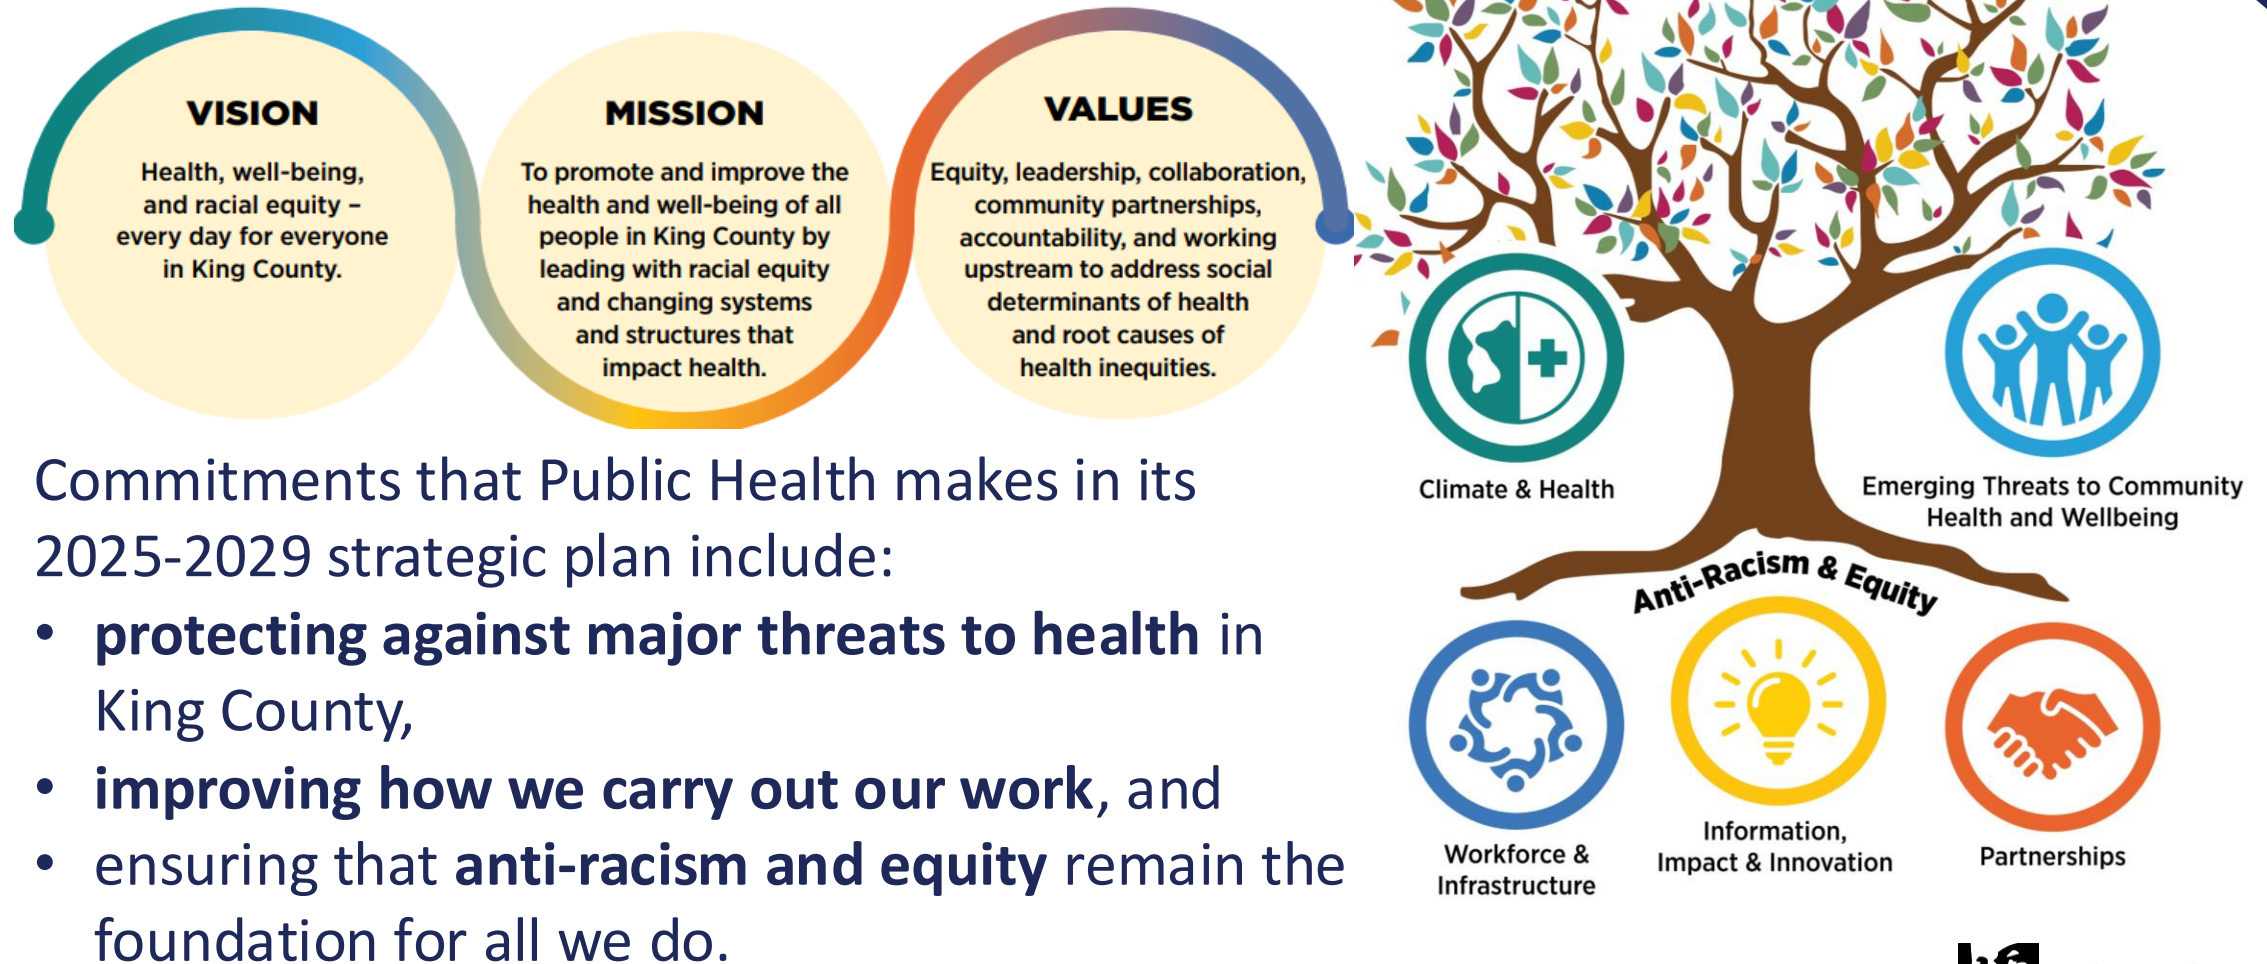 VISION
Health, well-being,
and racial equity –
every day for everyone
in King County.
MISSION
To promote and improve the
health and well-being of all
people in King County by
leading with racial equity
and changing systems
and structures that
impact health.
VALUES
Equity, leadership, collaboration,
community partnerships,
accountability, and working
upstream to address social
determinants of health
and root causes of
health inequities.
Commitments that Public Health makes in its
2025-2029 strategic plan include:
• protecting against major threats to health in
King County,
• improving how we carry out our work, and
• ensuring that anti-racism and equity remain the
foundation for all we do.
Climate & Health
Emerging Threats to Community
Health and Wellbeing
Anti-Racism & Equity
Workforce &
Infrastructure
Information,
Impact & Innovation
Partnerships